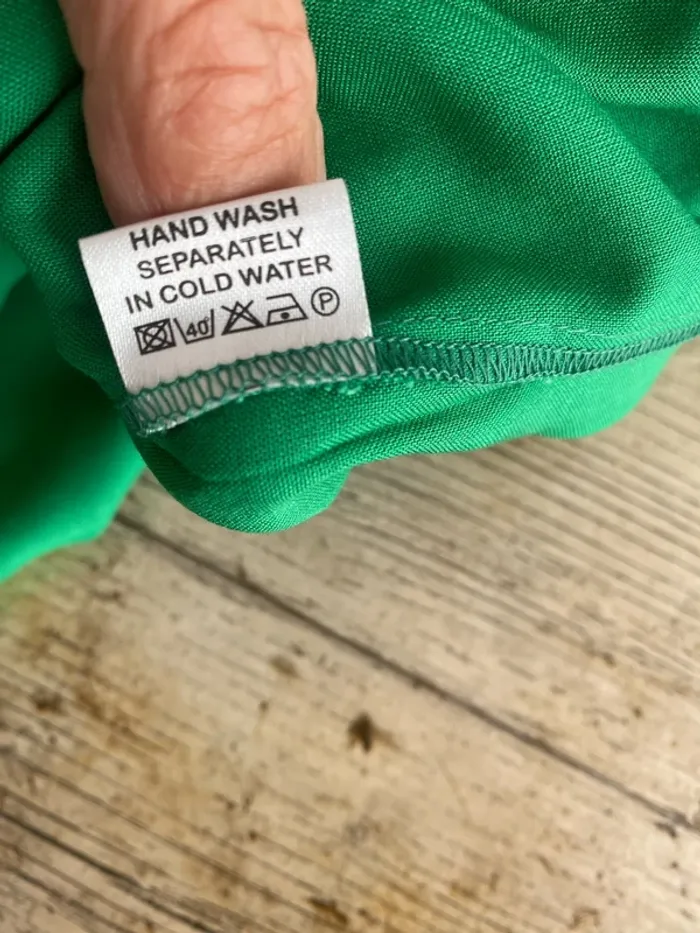 HAND WASH
SEPARATELY
IN COLD WATER
40° P